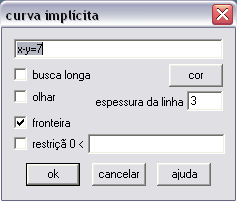 curva implícita
x-y=7
busca longa
cor
olhar
espessura da linha 3
fronteira
restriçã 0 <
ok cancelar ajuda